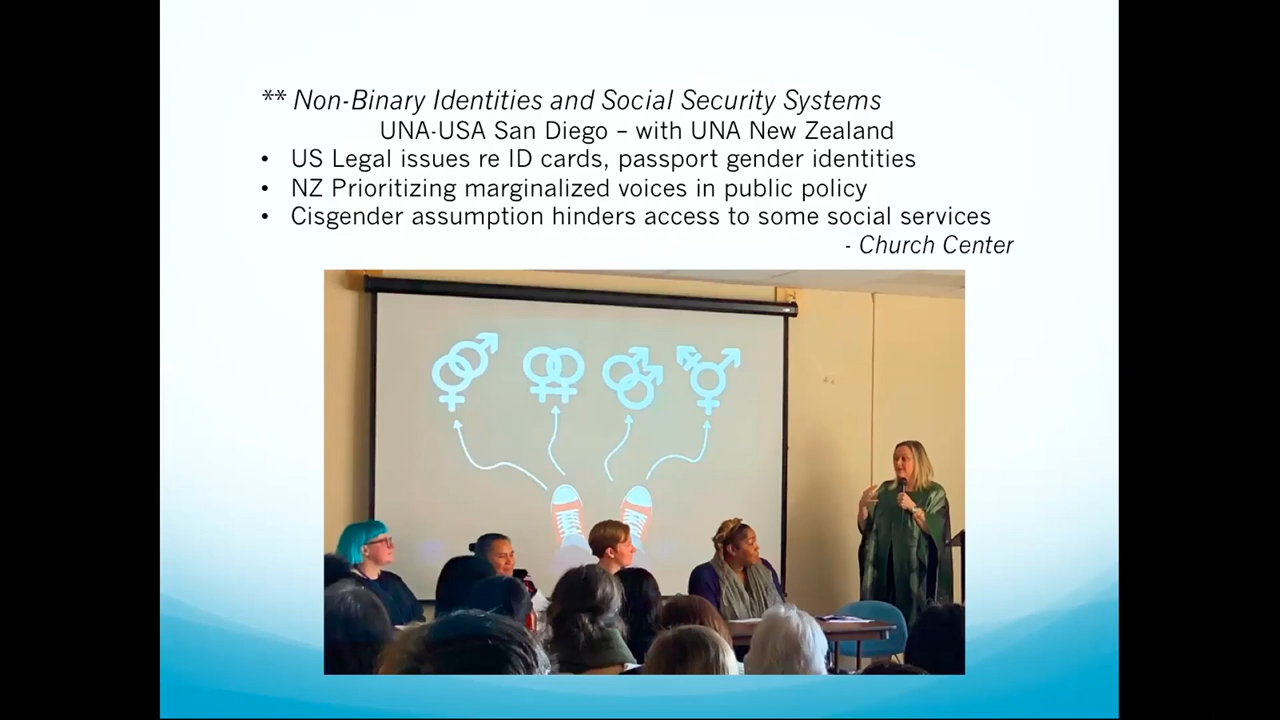 ** Non-Binary Identities and Social Security Systems
UNA-USA San Diego – with UNA New Zealand
• US Legal issues re ID cards, passport gender identities
• NZ Prioritizing marginalized voices in public policy
• Cisgender assumption hinders access to some social services
- Church Center